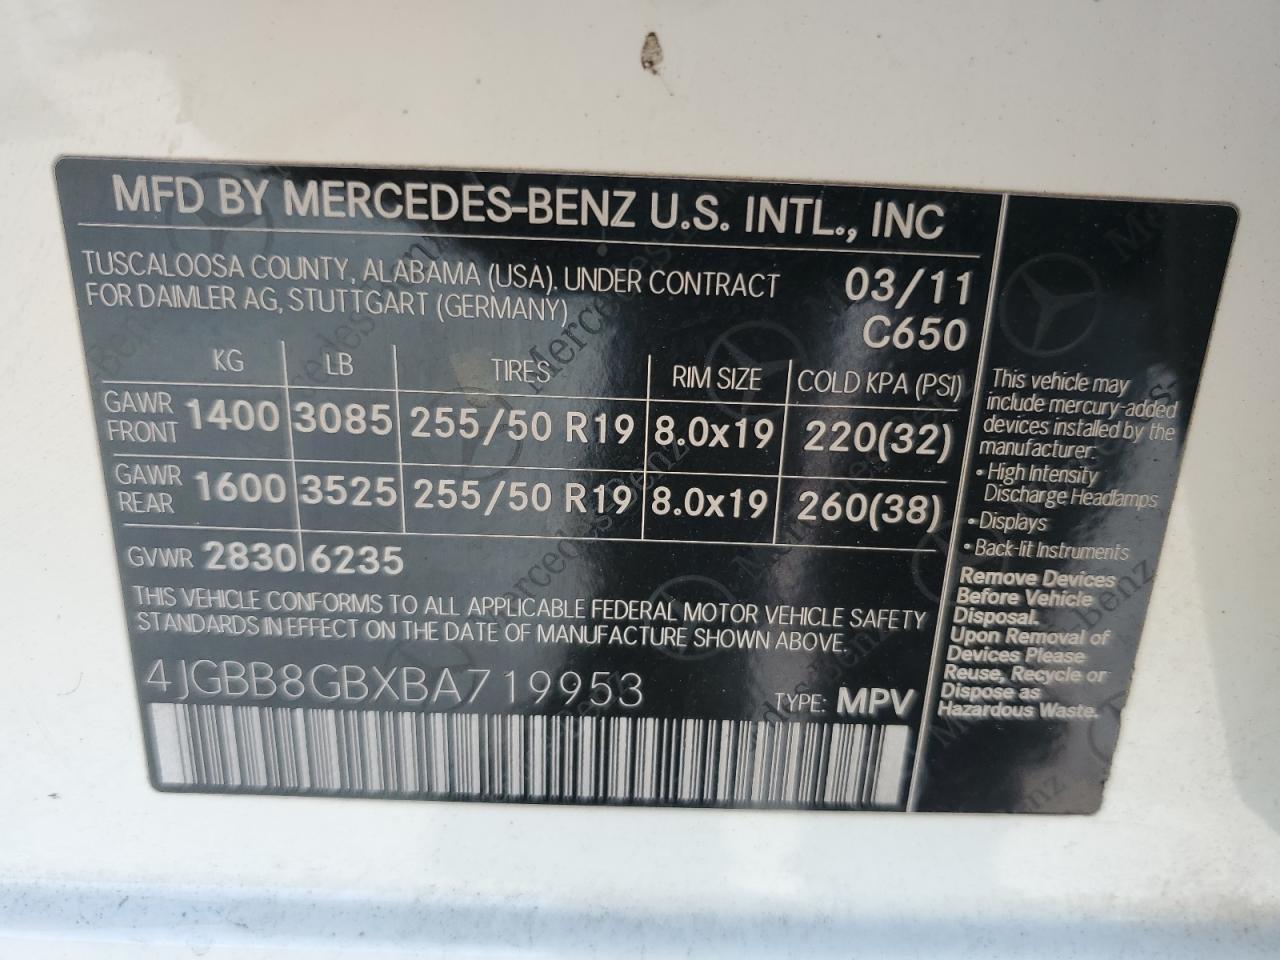 MFD BY MERCEDES-BENZ U.S. INTL., INC
TUSCALOOSA COUNTY, ALABAMA (USA). UNDER CONTRACT
FOR DAIMLER AG, STUTTGART (GERMANY)
03/11
C650
KG LB TIRES RIM SIZE COLD KPA (PSI)
GAWR FRONT 1400 3085 255/50 R19 8.0x19 220(32)
GAWR REAR 1600 3525 255/50 R19 8.0x19 260(38)
GVWR 2830 6235
THIS VEHICLE CONFORMS TO ALL APPLICABLE FEDERAL MOTOR VEHICLE SAFETY
STANDARDS IN EFFECT ON THE DATE OF MANUFACTURE SHOWN ABOVE.
4JGBB8GBXBA719953
TYPE: MPV
This vehicle may
include mercury-added
devices installed by the
manufacturer:
• High Intensity
Discharge Headlamps
• Displays
• Back-lit Instruments
Remove Devices
Before Vehicle
Disposal.
Upon Removal of
Devices Please
Reuse, Recycle or
Dispose as
Hazardous Waste.